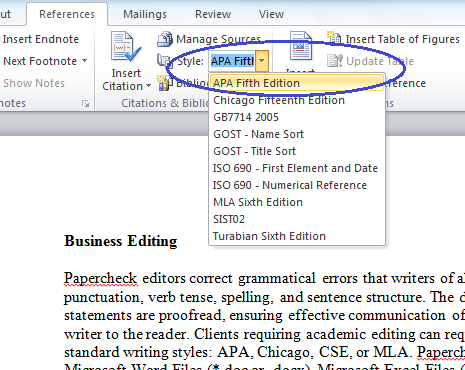 out References Mailings Review View
Insert Endnote
Next Footnote
Show Notes
notes
Insert
Citation
Manage Sources
Style: APA Fifth
Biblio
Citations & Biblio
Insert
Insert Table of Figures
Update Table
erence
APA Fifth Edition
Chicago Fifteenth Edition
GB7714 2005
GOST - Name Sort
GOST - Title Sort
ISO 690 - First Element and Date
ISO 690 - Numerical Reference
MLA Sixth Edition
SIST02
Turabian Sixth Edition
Business Editing
Papercheck editors correct grammatical errors that writers of al
punctuation, verb tense, spelling, and sentence structure. The d
statements are proofread, ensuring effective communication of
writer to the reader. Clients requiring academic editing can requ
standard writing styles: APA, Chicago, CSE, or MLA. Paperch
Microsoft Word Files (*.doc or .docx), Microsoft Excel Files (